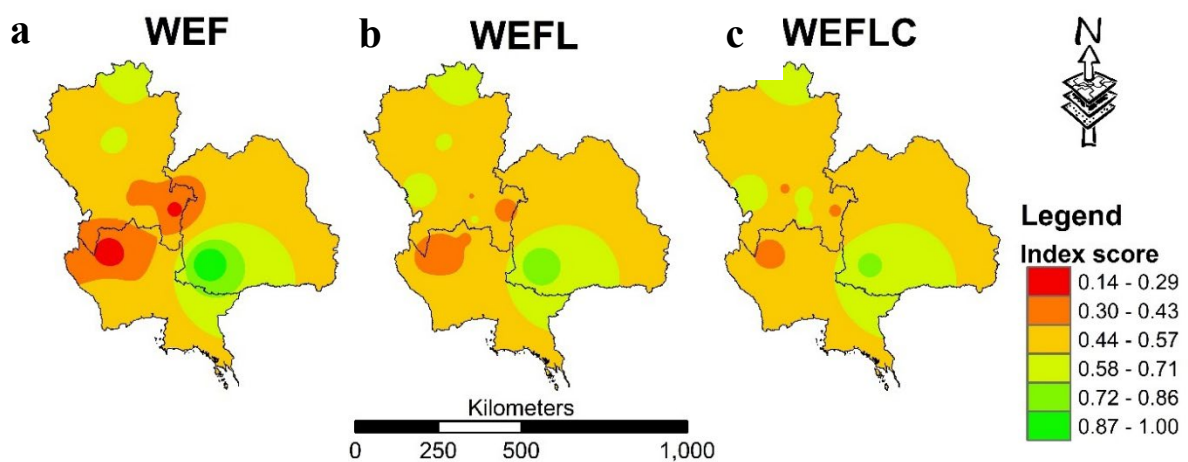 a WEF
b WEFL
c WEFLC
N
Legend
Index score
0.14 - 0.29
0.30 - 0.43
0.44 - 0.57
0.58 - 0.71
0.72 - 0.86
0.87 - 1.00
Kilometers
0 250 500 1,000